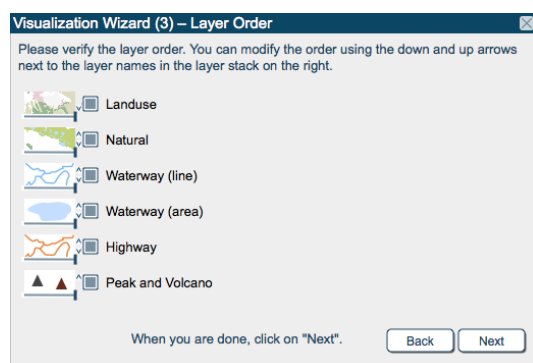 Visualization Wizard (3) – Layer Order
Please verify the layer order. You can modify the order using the down and up arrows
next to the layer names in the layer stack on the right.
Landuse
Natural
Waterway (line)
Waterway (area)
Highway
Peak and Volcano
When you are done, click on "Next".
Back
Next